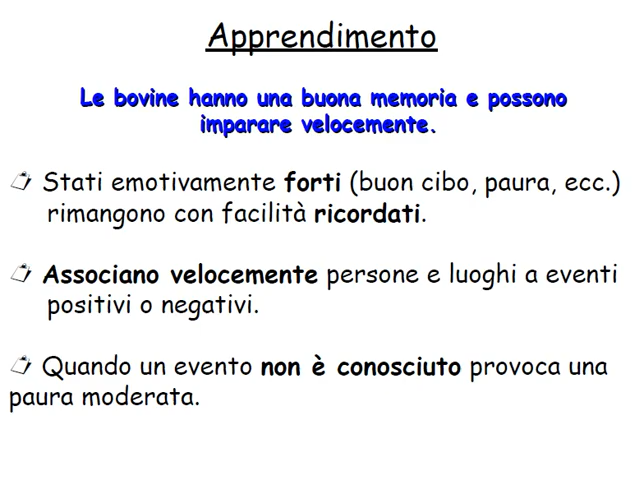 Apprendimento
Le bovine hanno una buona memoria e possono
imparare velocemente.
Stati emotivamente forti (buon cibo, paura, ecc.)
rimangono con facilità ricordati.
Associano velocemente persone e luoghi a eventi
positivi o negativi.
Quando un evento non è conosciuto provoca una
paura moderata.